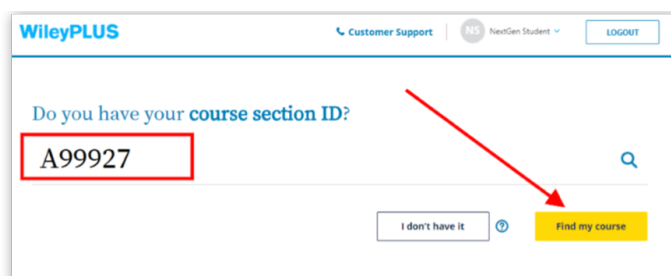 WileyPLUS Customer Support NS NextGen Student LOGOUT
Do you have your course section ID?
A99927
I don't have it ? Find my course